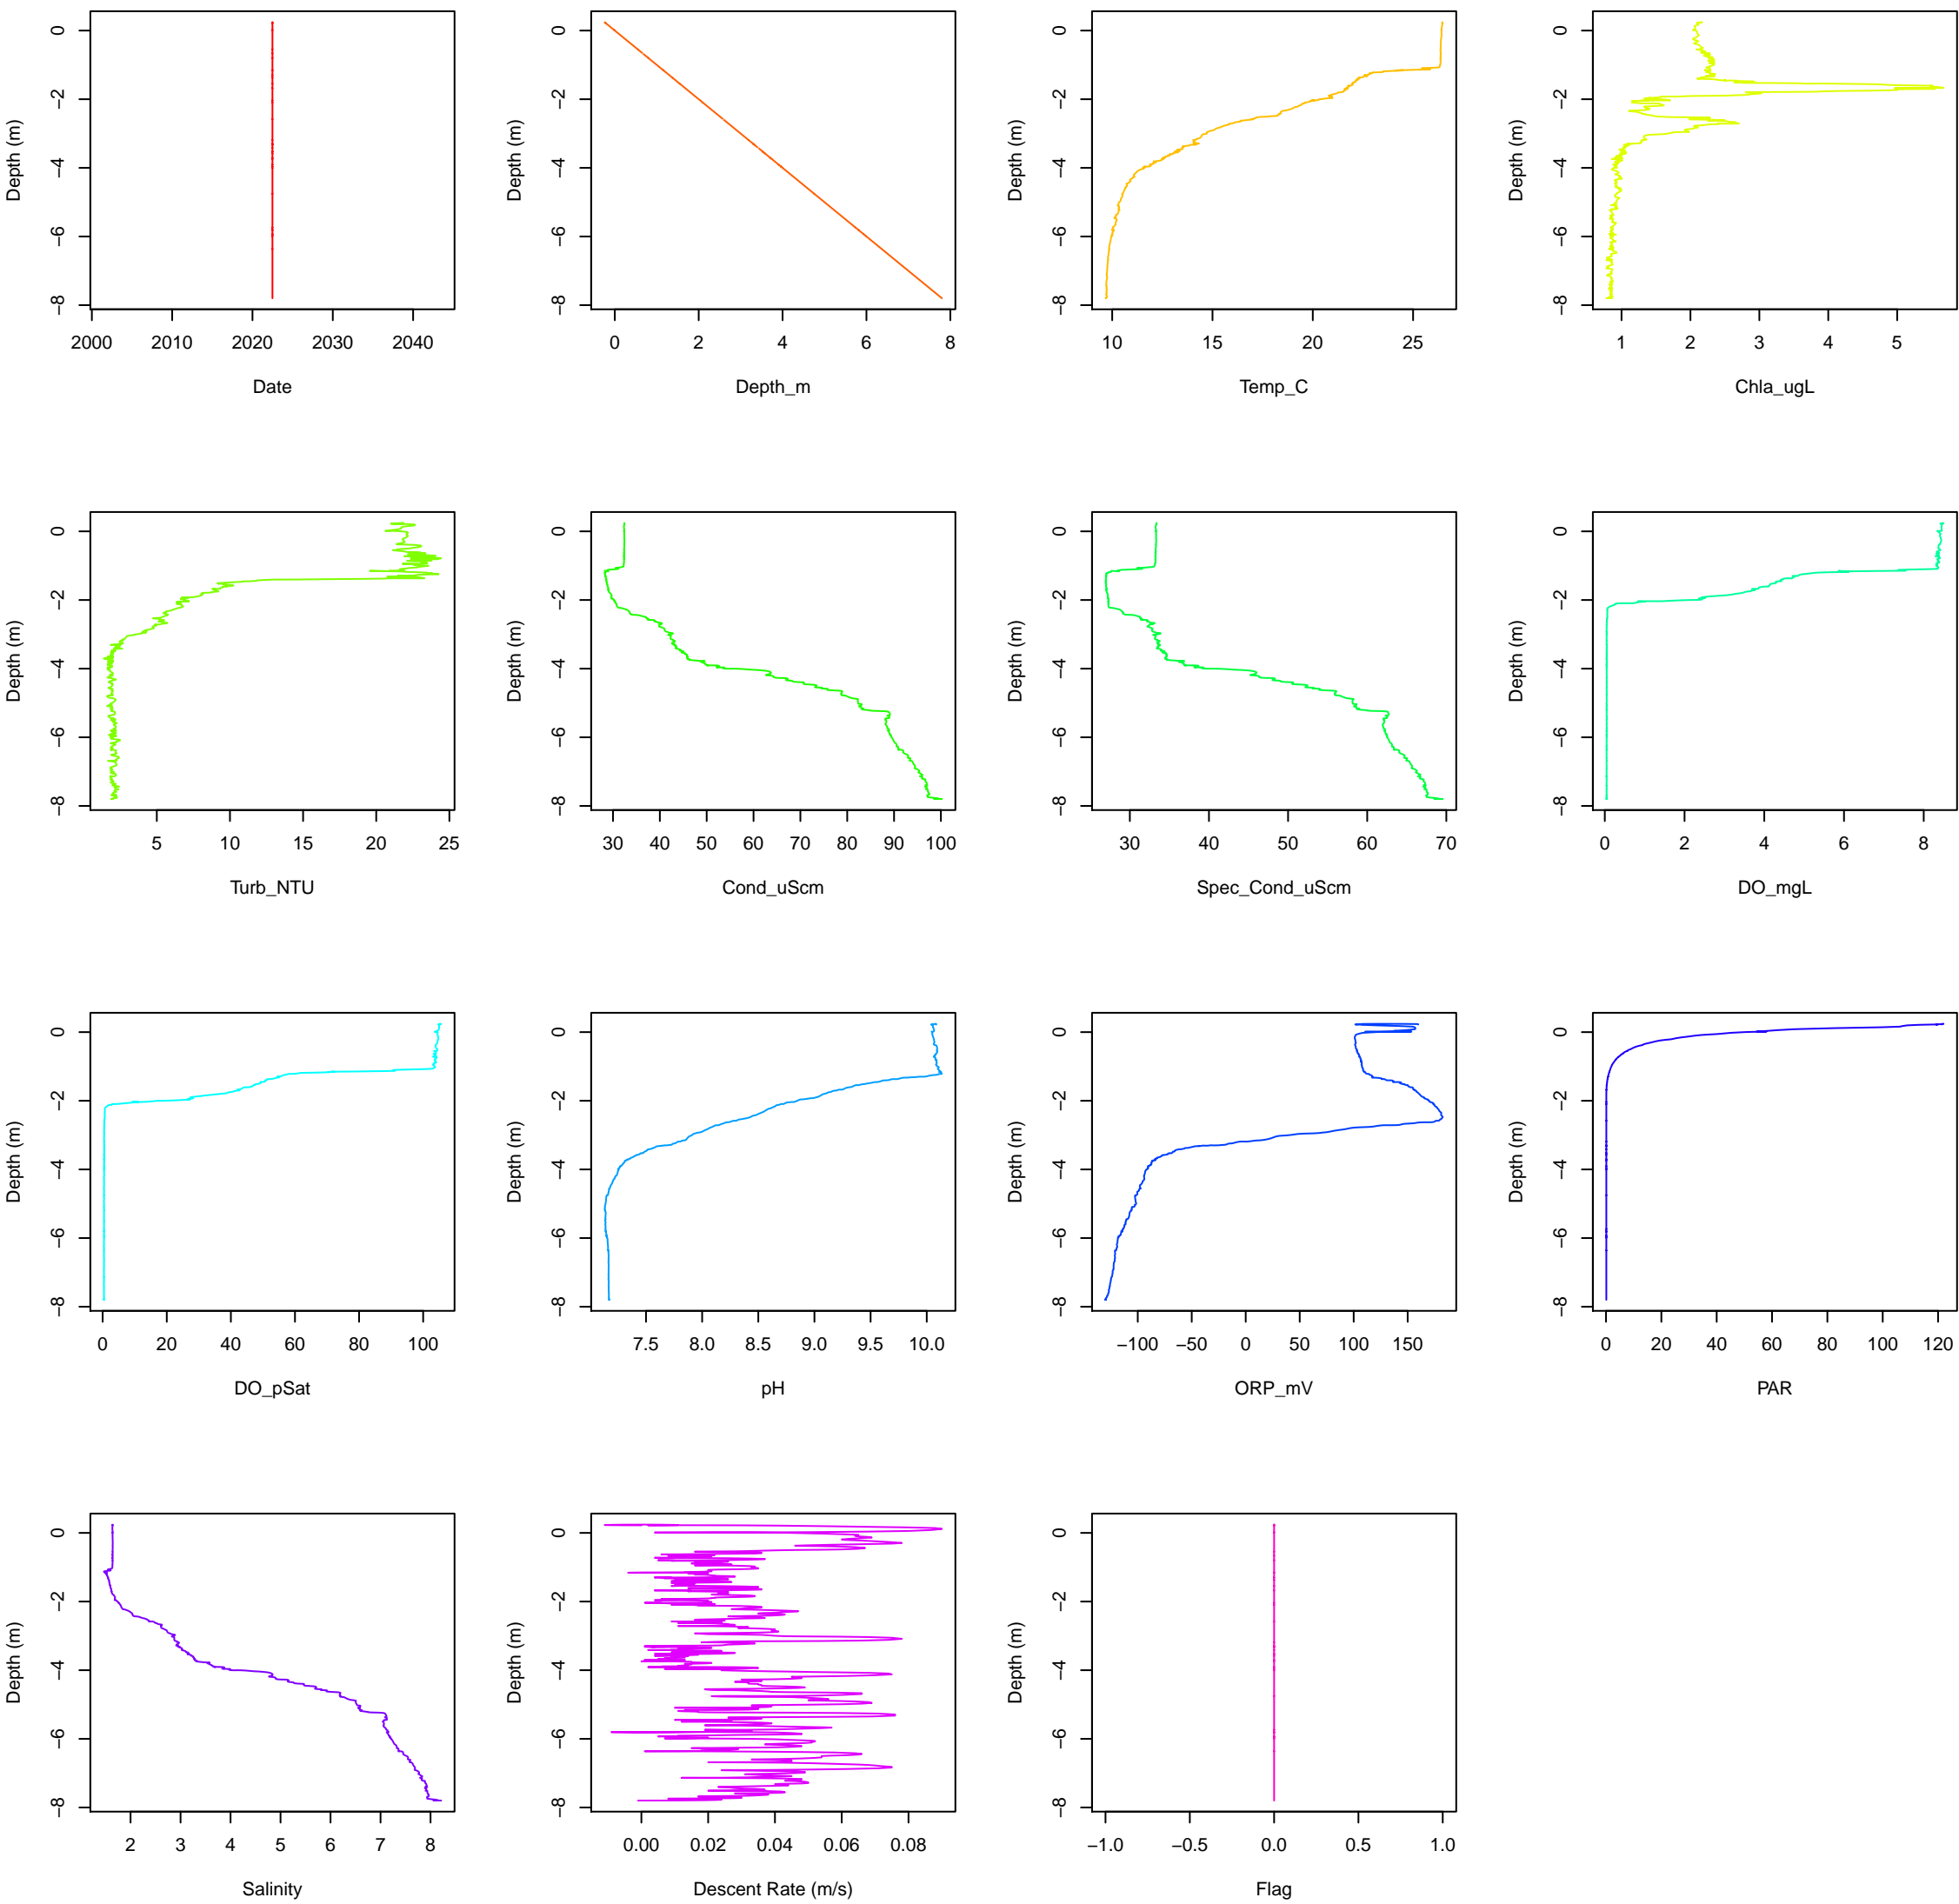 Depth (m)
0
−2
−4
−6
−8
2000 2010 2020 2030 2040
Date
Depth (m)
0
−2
−4
−6
−8
0 2 4 6 8
Depth_m
Depth (m)
0
−2
−4
−6
−8
10 15 20 25
Temp_C
Depth (m)
0
−2
−4
−6
−8
1 2 3 4 5
Chla_ugL
Depth (m)
0
−2
−4
−6
−8
5 10 15 20 25
Turb_NTU
Depth (m)
0
−2
−4
−6
−8
30 40 50 60 70 80 90 100
Cond_uScm
Depth (m)
0
−2
−4
−6
−8
30 40 50 60 70
Spec_Cond_uScm
Depth (m)
0
−2
−4
−6
−8
0 2 4 6 8
DO_mgL
Depth (m)
0
−2
−4
−6
−8
0 20 40 60 80 100
DO_pSat
Depth (m)
0
−2
−4
−6
−8
7.5 8.0 8.5 9.0 9.5 10.0
pH
Depth (m)
0
−2
−4
−6
−8
−100 −50 0 50 100 150
ORP_mV
Depth (m)
0
−2
−4
−6
−8
0 20 40 60 80 100 120
PAR
Depth (m)
0
−2
−4
−6
−8
2 3 4 5 6 7 8
Salinity
Depth (m)
0
−2
−4
−6
−8
0.00 0.02 0.04 0.06 0.08
Descent Rate (m/s)
Depth (m)
0
−2
−4
−6
−8
−1.0 −0.5 0.0 0.5 1.0
Flag